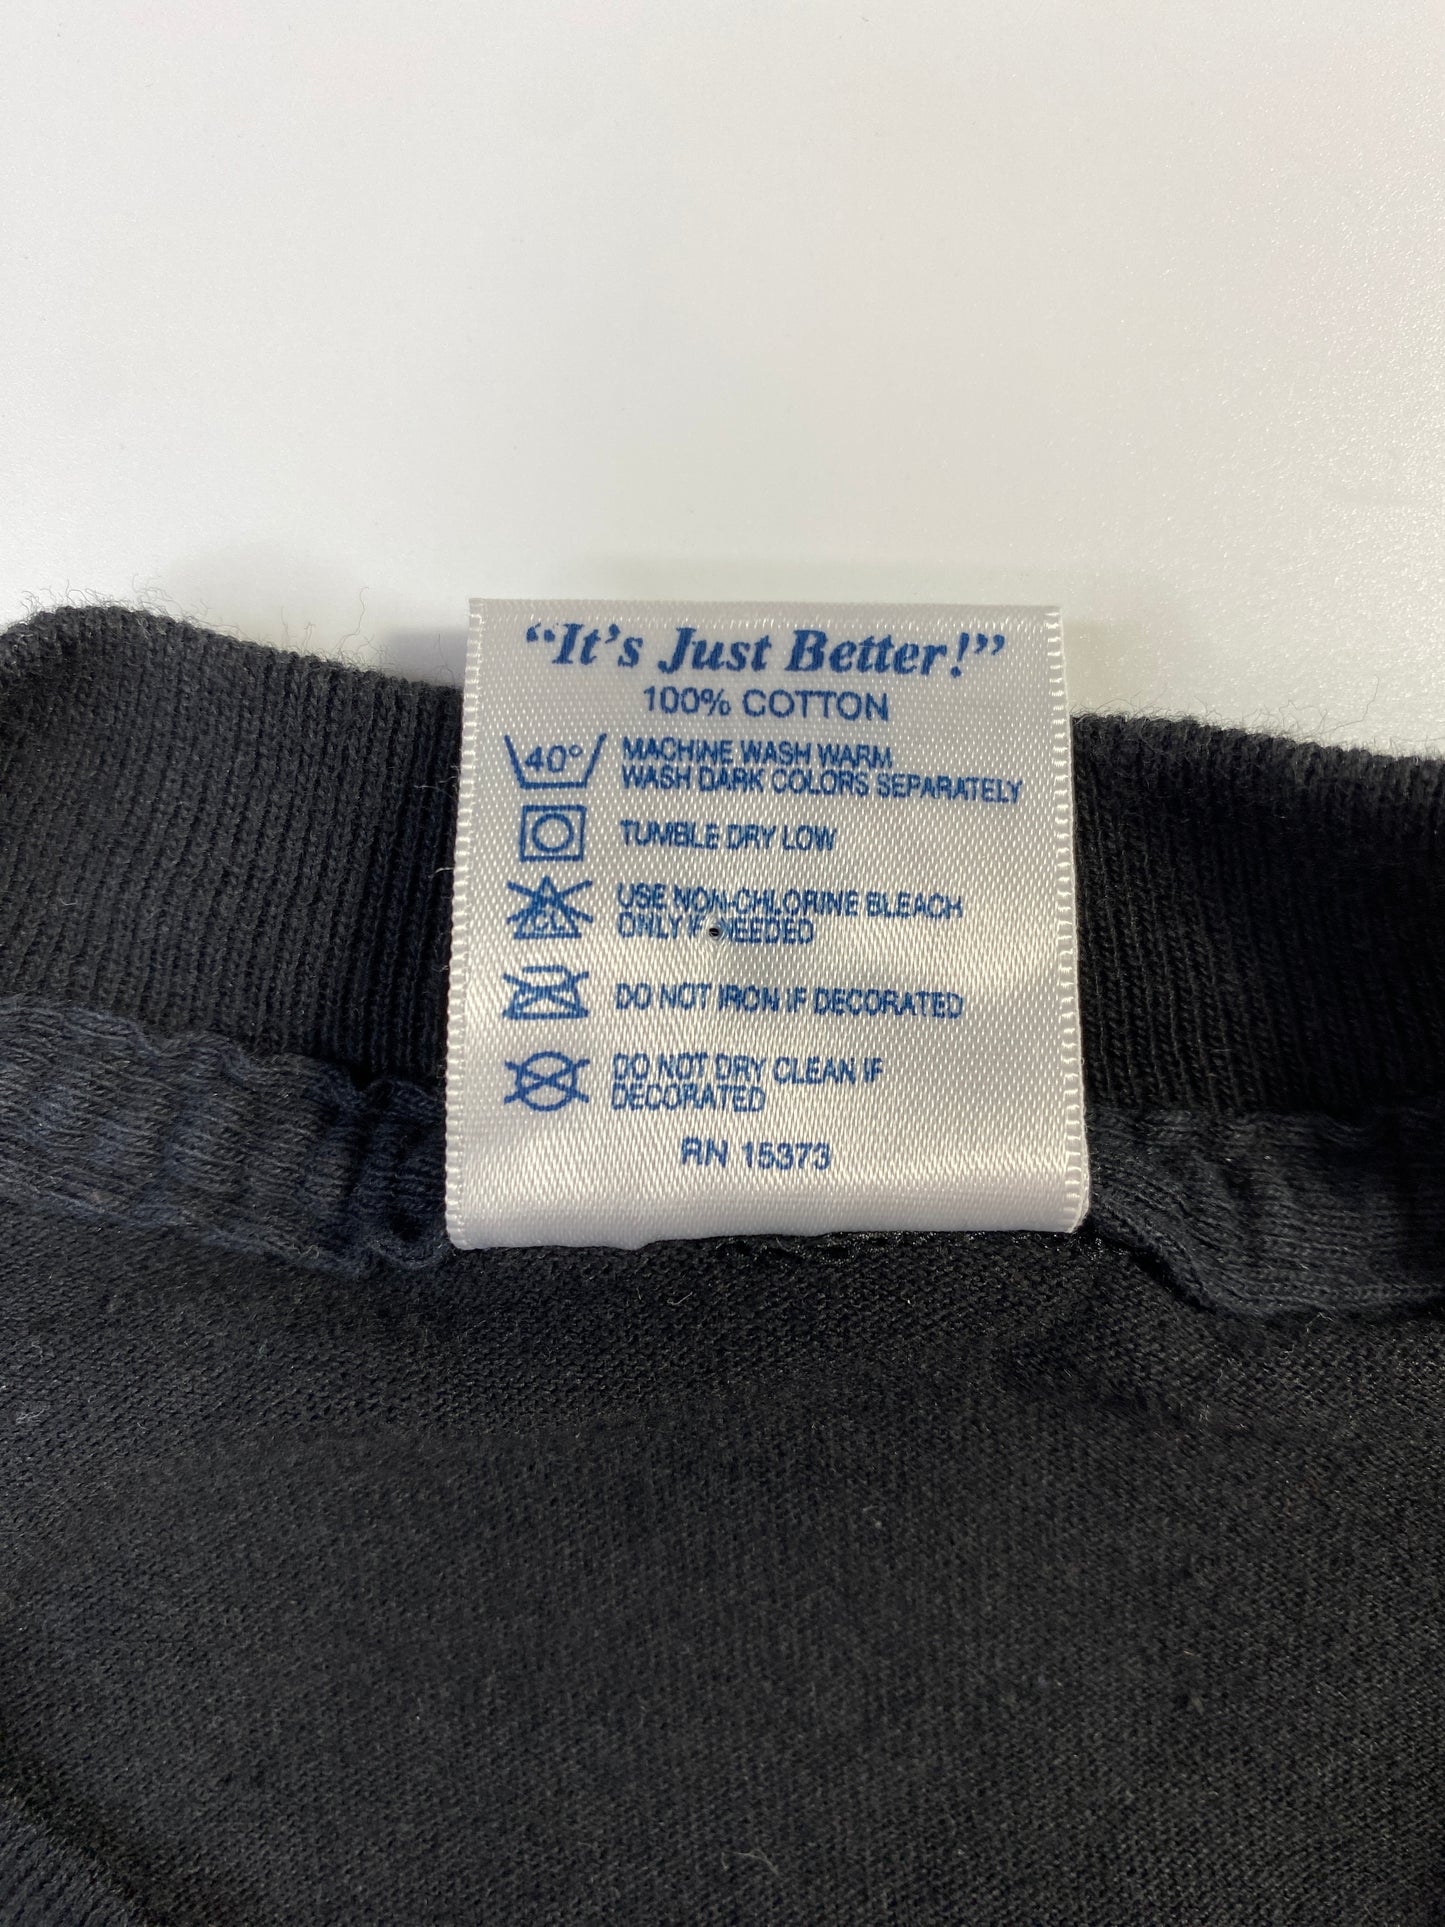 “It's Just Better!”
100% COTTON
40° MACHINE WASH WARM
WASH DARK COLORS SEPARATELY
TUMBLE DRY LOW
USE NON-CHLORINE BLEACH
CL ONLY IF NEEDED
DO NOT IRON IF DECORATED
DO NOT DRY CLEAN IF
DECORATED
RN 15373